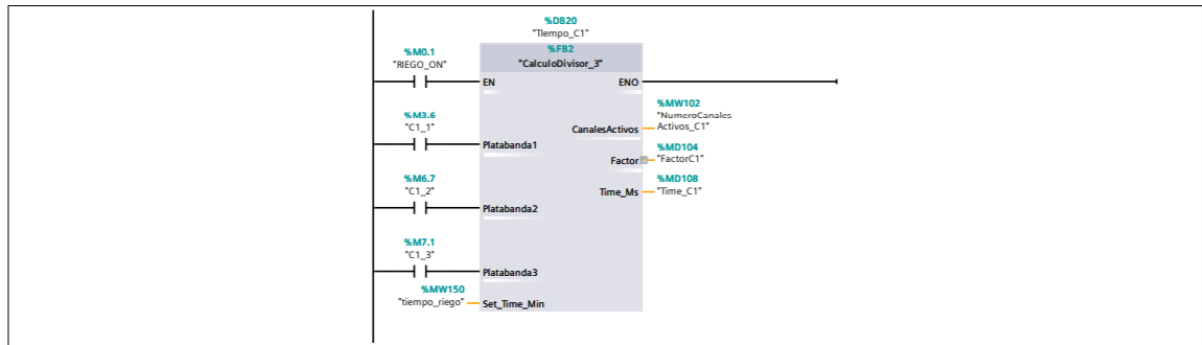 %DB20
"TIempo_C1"
%M0.1
"RIEGO_ON"
%FB2
"CalculoDivisor_3"
EN
ENO
%M3.6
"C1_1"
Platabanda1
%MW102
"NumeroCanales
Activos_C1"
CanalesActivos
%MD104
"FactorC1"
Factor
%M6.7
"C1_2"
Platabanda2
%MD108
"Time_C1"
Time_Ms
%M7.1
"C1_3"
Platabanda3
%MW150
"tiempo_riego"
Set_Time_Min